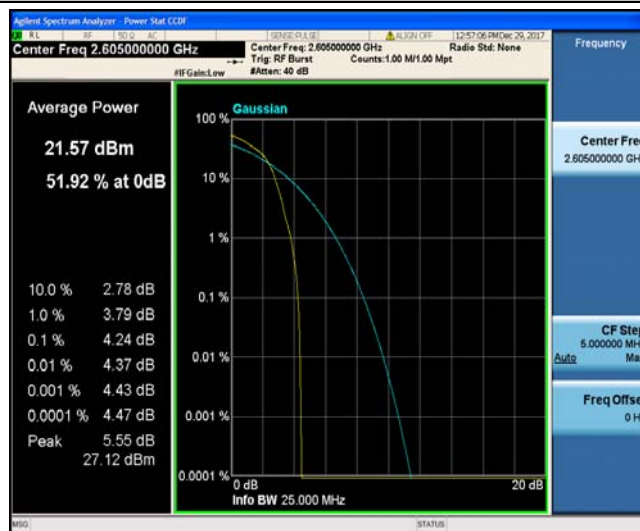 Agilent Spectrum Analyzer - Power Stat CCDF
RL RF 50 Ω AC SENSE:PULSE ALIGN OFF 12:57:06 PM Dec 29, 2017
Center Freq 2.605000000 GHz
Center Freq: 2.605000000 GHz Radio Std: None
Trig: RF Burst Counts:1.00 M/1.00 Mpt
#IFGain:Low #Atten: 40 dB
Frequency
Average Power
21.57 dBm
51.92 % at 0dB
10.0 % 2.78 dB
1.0 % 3.79 dB
0.1 % 4.24 dB
0.01 % 4.37 dB
0.001 % 4.43 dB
0.0001 % 4.47 dB
Peak 5.55 dB
27.12 dBm
Gaussian
100 %
10 %
1 %
0.1 %
0.01 %
0.001 %
0.0001 %
0 dB 20 dB
Info BW 25.000 MHz
Center Fre
2.605000000 GH
CF Ste
5.000000 MH
Auto Ma
Freq Offse
0 H
MSG STATUS